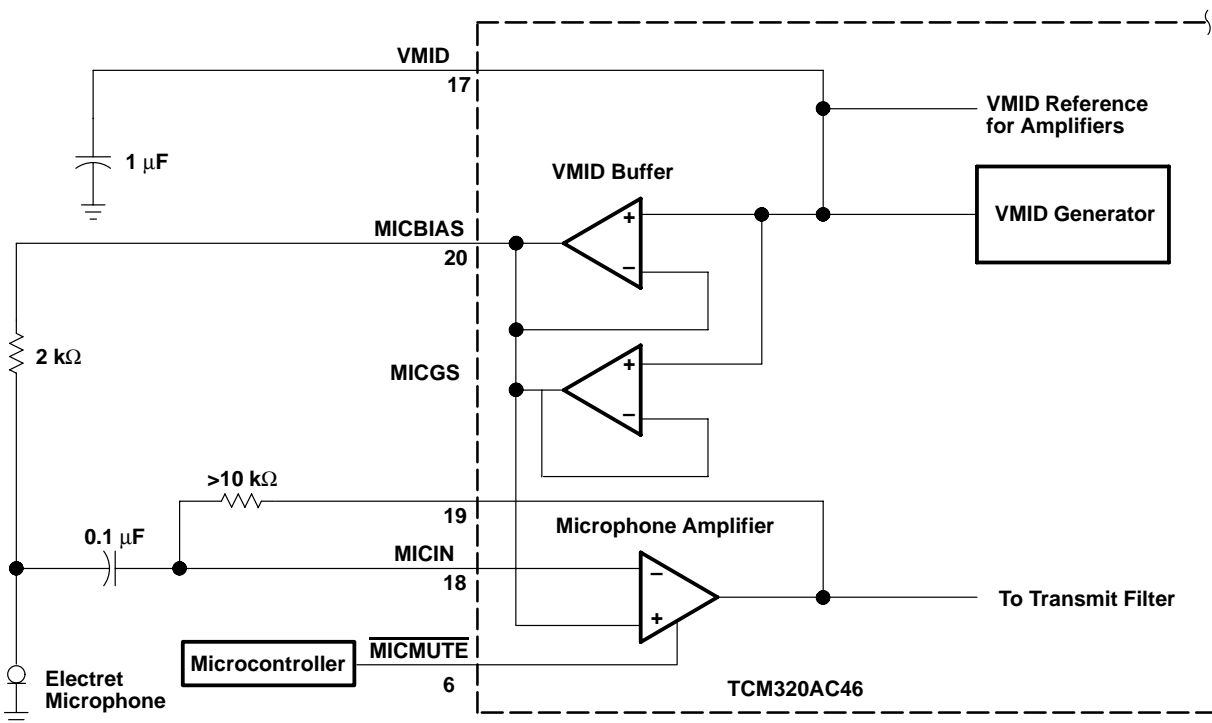 VMID
17
VMID Reference
for Amplifiers
1 μF
VMID Buffer
+
−
VMID Generator
MICBIAS
20
2 kΩ
MICGS
+
−
>10 kΩ
19
Microphone Amplifier
0.1 μF
MICIN
18
−
+
To Transmit Filter
MICMUTE
Microcontroller
6
Electret
Microphone
TCM320AC46